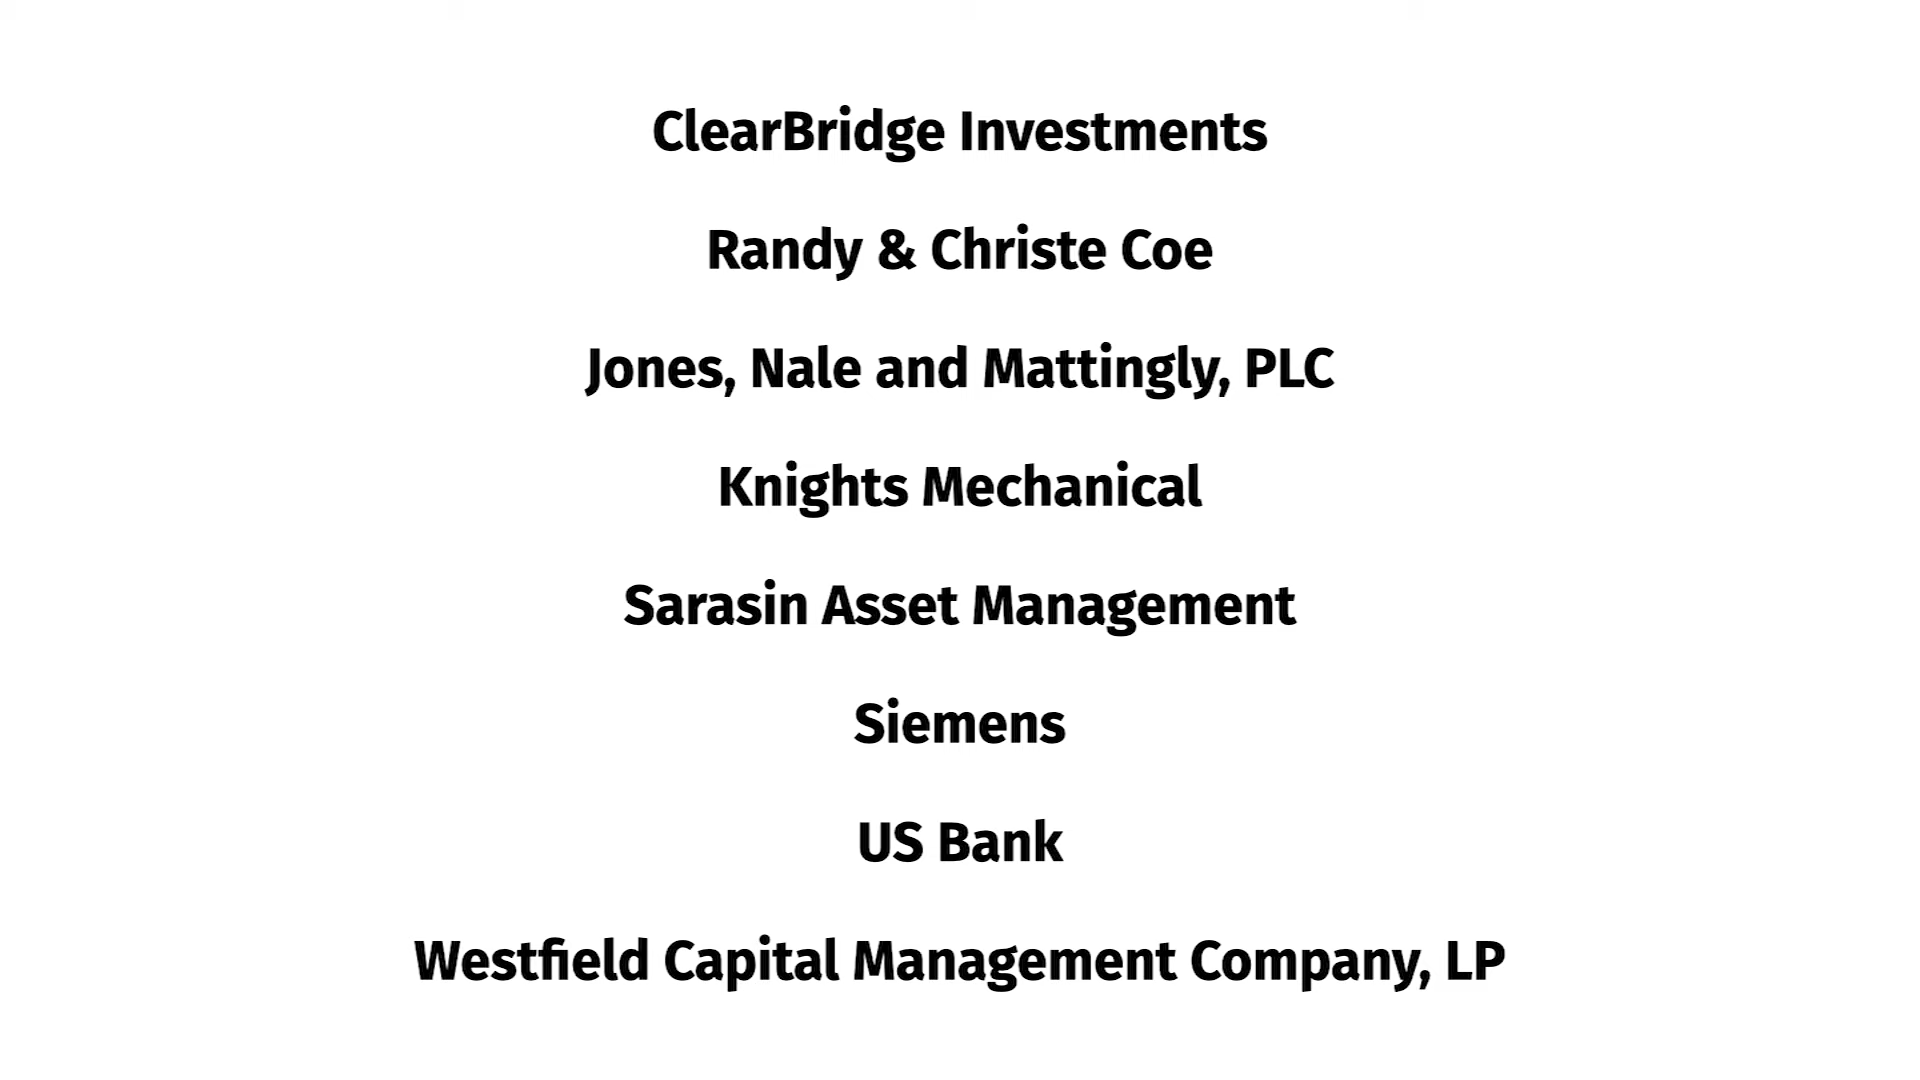 ClearBridge Investments
Randy & Christe Coe
Jones, Nale and Mattingly, PLC
Knights Mechanical
Sarasin Asset Management
Siemens
US Bank
Westfield Capital Management Company, LP